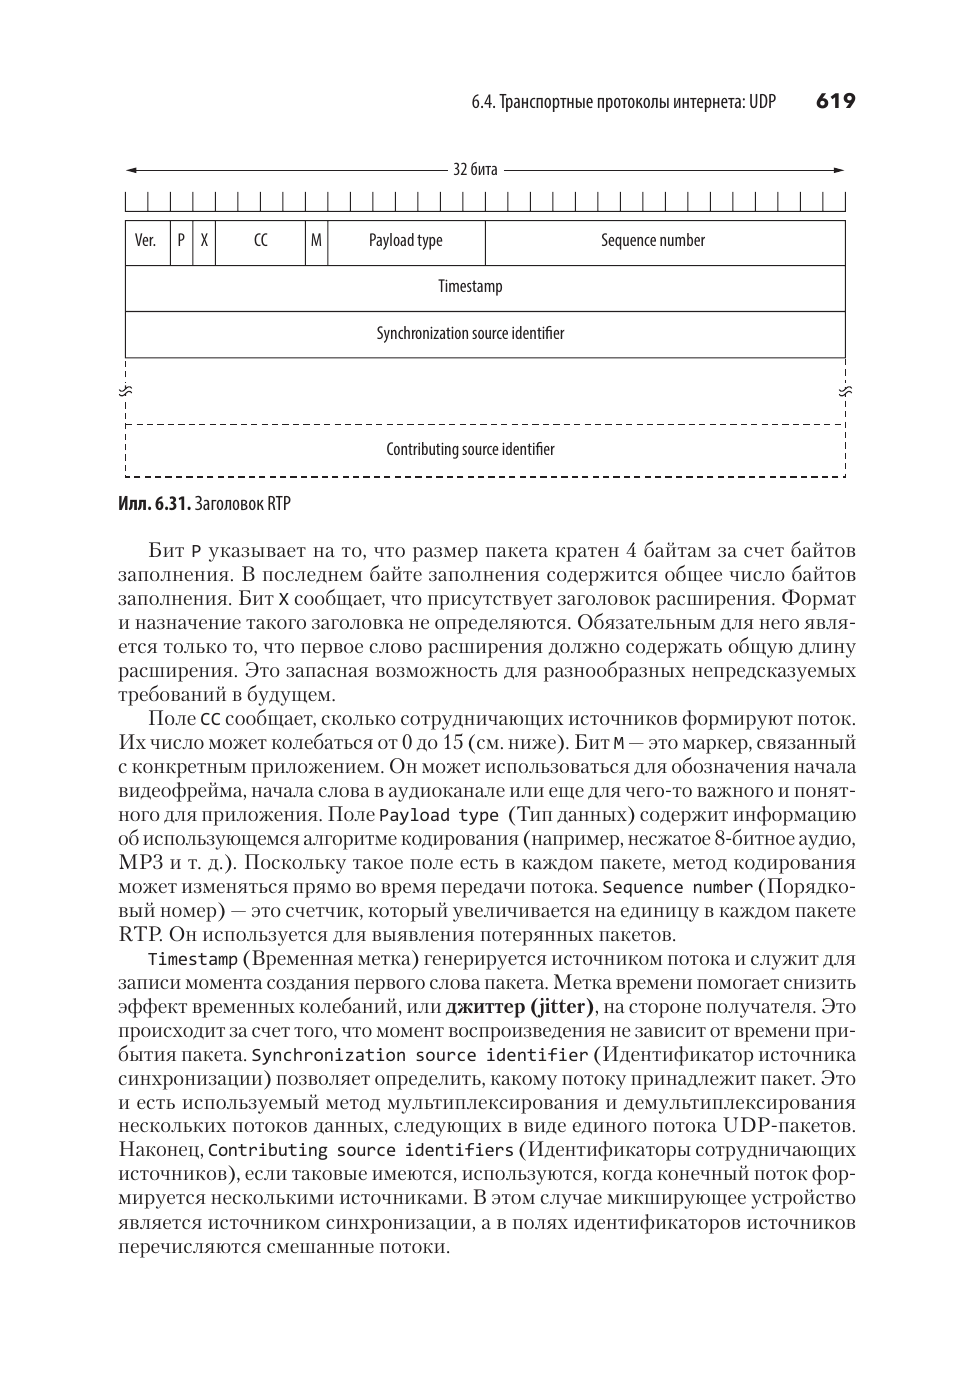 6.4. Транспортные протоколы интернета: UDP 619
32 бита
Ver. P X CC M Payload type Sequence number
Timestamp
Synchronization source identifier
Contributing source identifier
Илл. 6.31. Заголовок RTP
Бит P указывает на то, что размер пакета кратен 4 байтам за счет байтов
заполнения. В последнем байте заполнения содержится общее число байтов
заполнения. Бит X сообщает, что присутствует заголовок расширения. Формат
и назначение такого заголовка не определяются. Обязательным для него явля-
ется только то, что первое слово расширения должно содержать общую длину
расширения. Это запасная возможность для разнообразных непредсказуемых
требований в будущем.
Поле CC сообщает, сколько сотрудничающих источников формируют поток.
Их число может колебаться от 0 до 15 (см. ниже). Бит M — это маркер, связанный
с конкретным приложением. Он может использоваться для обозначения начала
видеофрейма, начала слова в аудиоканале или еще для чего-то важного и понят-
ного для приложения. Поле Payload type (Тип данных) содержит информацию
об использующемся алгоритме кодирования (например, несжатое 8-битное аудио,
MP3 и т. д.). Поскольку такое поле есть в каждом пакете, метод кодирования
может изменяться прямо во время передачи потока. Sequence number (Порядко-
вый номер) — это счетчик, который увеличивается на единицу в каждом пакете
RTP. Он используется для выявления потерянных пакетов.
Timestamp (Временная метка) генерируется источником потока и служит для
записи момента создания первого слова пакета. Метка времени помогает снизить
эффект временных колебаний, или джиттер (jitter), на стороне получателя. Это
происходит за счет того, что момент воспроизведения не зависит от времени при-
бытия пакета. Synchronization source identifier (Идентификатор источника
синхронизации) позволяет определить, какому потоку принадлежит пакет. Это
и есть используемый метод мультиплексирования и демультиплексирования
нескольких потоков данных, следующих в виде единого потока UDP-пакетов.
Наконец, Contributing source identifiers (Идентификаторы сотрудничающих
источников), если таковые имеются, используются, когда конечный поток фор-
мируется несколькими источниками. В этом случае микширующее устройство
является источником синхронизации, а в полях идентификаторов источников
перечисляются смешанные потоки.